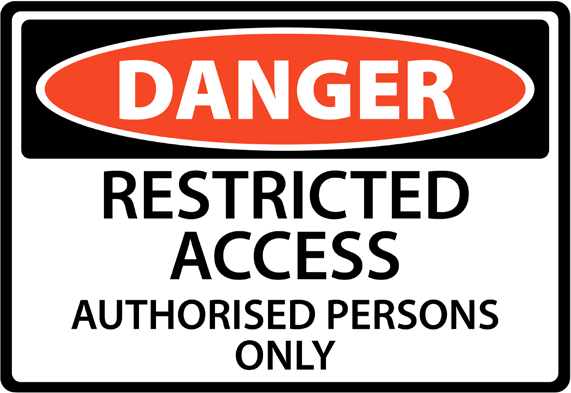 DANGER
RESTRICTED
ACCESS
AUTHORISED PERSONS
ONLY